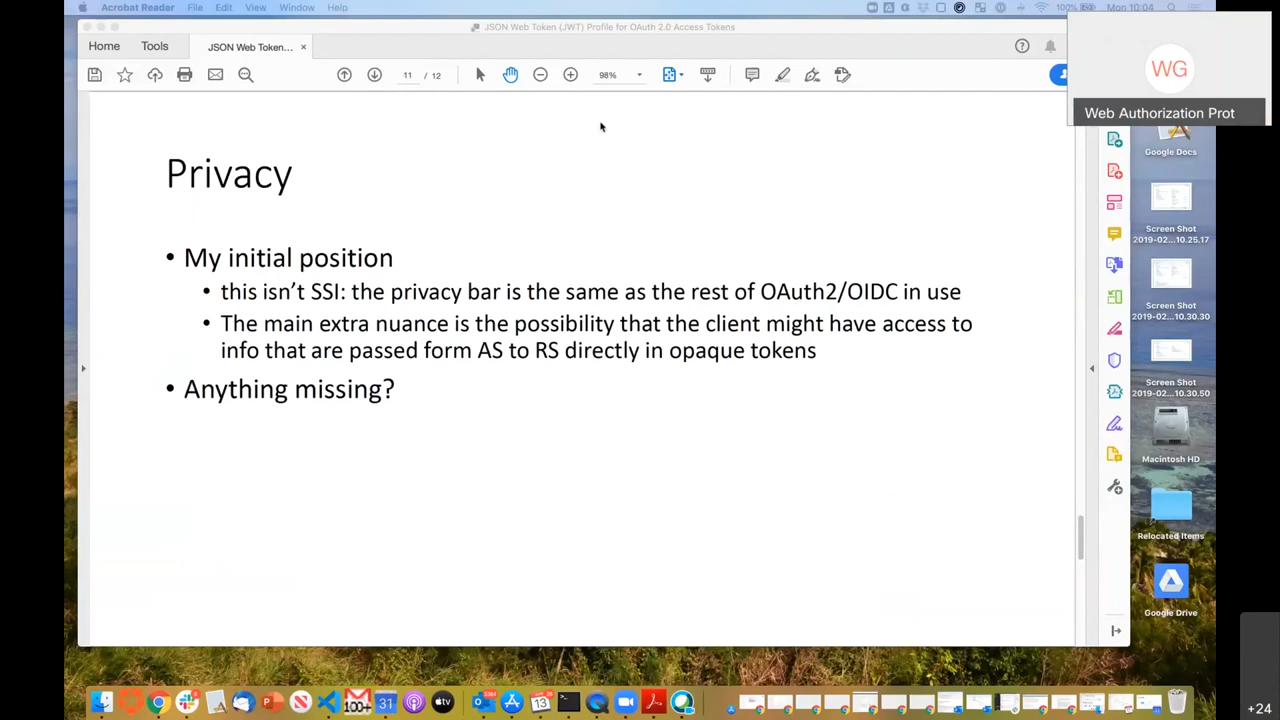 Acrobat Reader File Edit View Window Help
100% Mon 10:04
JSON Web Token (JWT) Profile for OAuth 2.0 Access Tokens
Home Tools JSON Web Token... ×
11 / 12 98%
WG
Web Authorization Prot
Privacy
• My initial position
• this isn't SSI: the privacy bar is the same as the rest of OAuth2/OIDC in use
• The main extra nuance is the possibility that the client might have access to
info that are passed form AS to RS directly in opaque tokens
• Anything missing?
Google Docs
Screen Shot
2019-02...10.25.17
Screen Shot
2019-02...10.30.30
Screen Shot
2019-02...10.30.50
Macintosh HD
Relocated Items
Google Drive
100+
31
13
tv
+24